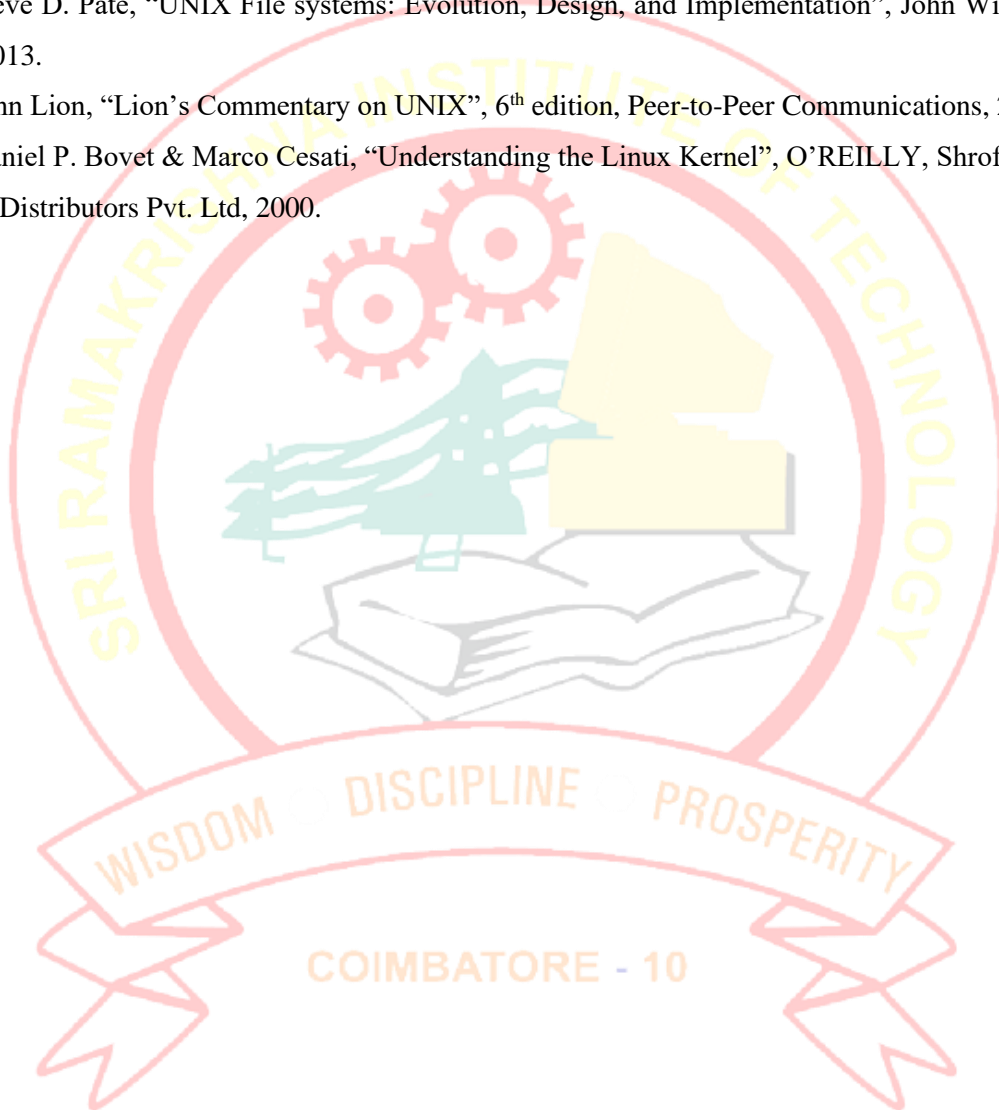 eve D. Pate, “UNIX File systems: Evolution, Design, and Implementation”, John Wi
013.
nn Lion, “Lion’s Commentary on UNIX”, 6th edition, Peer-to-Peer Communications,
aniel P. Bovet & Marco Cesati, “Understanding the Linux Kernel”, O’REILLY, Shrof
Distributors Pvt. Ltd, 2000.
SRI RAMAKRISHNA INSTITUTE OF TECHNOLOGY
WISDOM DISCIPLINE PROSPERITY
COIMBATORE - 10